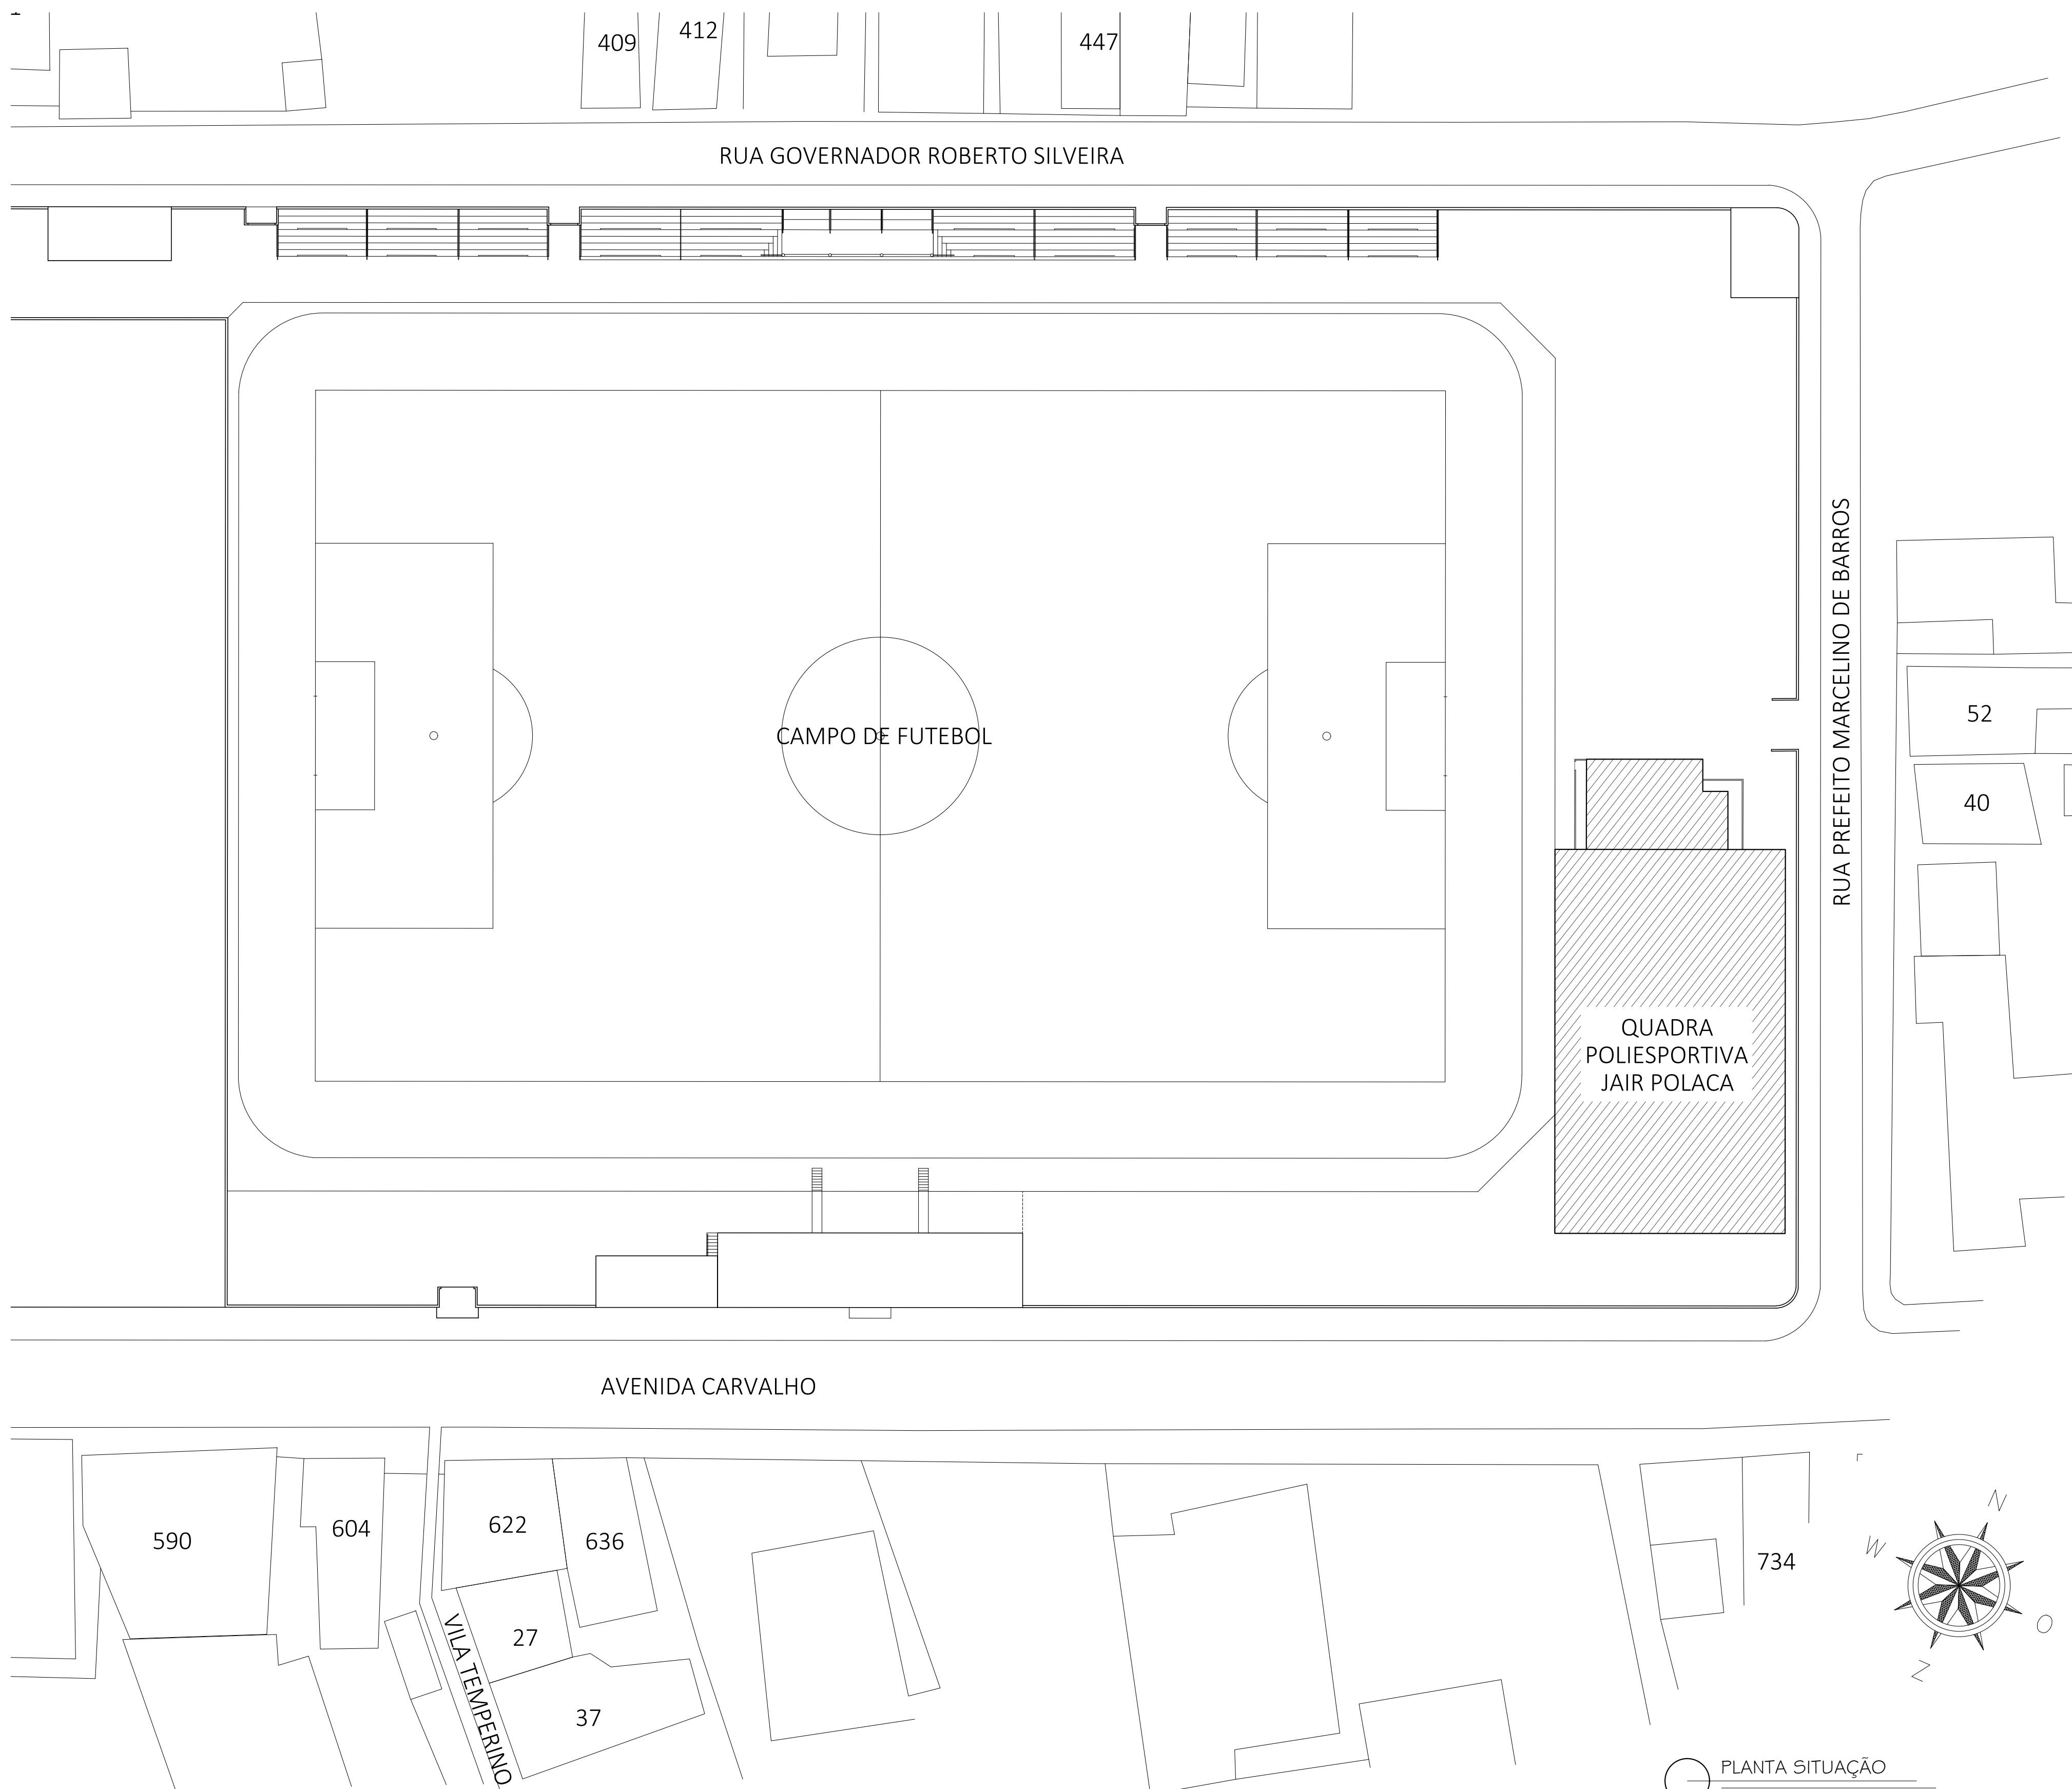 409
412
447
RUA GOVERNADOR ROBERTO SILVEIRA
RUA PREFEITO MARCELINO DE BARROS
52
CAMPO DE FUTEBOL
40
QUADRA
POLIESPORTIVA
JAIR POLACA
AVENIDA CARVALHO
590
604
622
636
734
27
37
VILA TEMPERINO
N
W
O
Z
PLANTA SITUAÇÃO